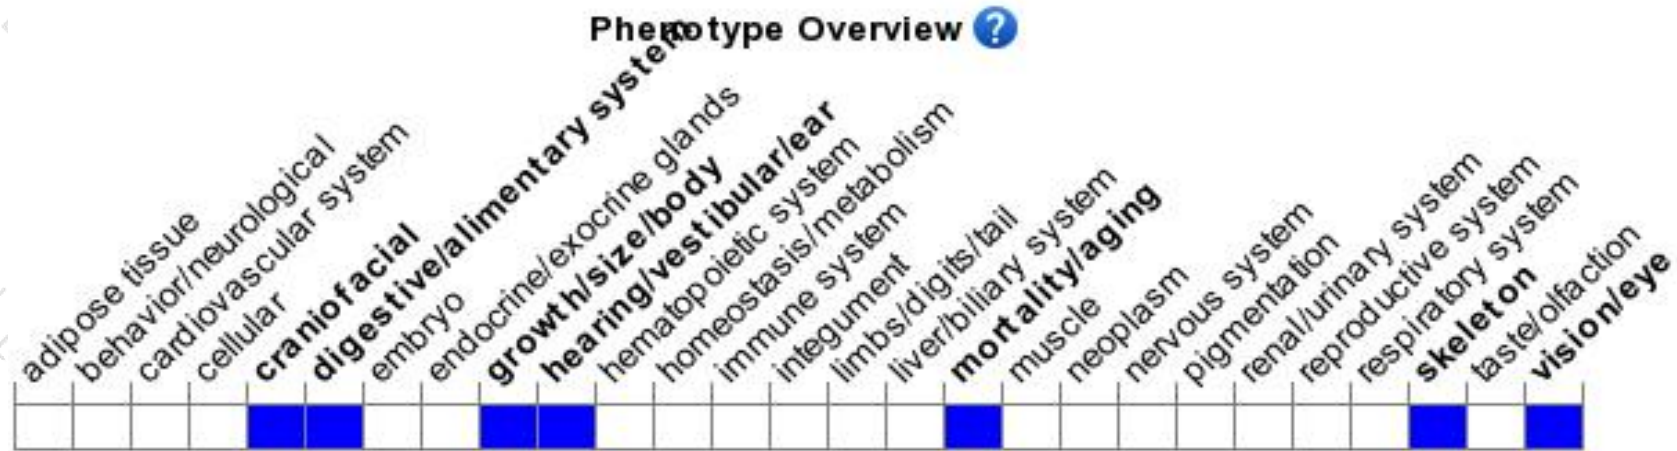 Phenotype Overview ?
adipose tissue
behavior/neurological
cardiovascular system
cellular
craniofacial
digestive/alimentary system
embryo
endocrine/exocrine glands
growth/size/body
hearing/vestibular/ear
hematopoietic system
homeostasis/metabolism
immune system
integument
limbs/digits/tail
liver/biliary system
mortality/aging
muscle
neoplasm
nervous system
pigmentation
renal/urinary system
reproductive system
respiratory system
skeleton
taste/olfaction
vision/eye